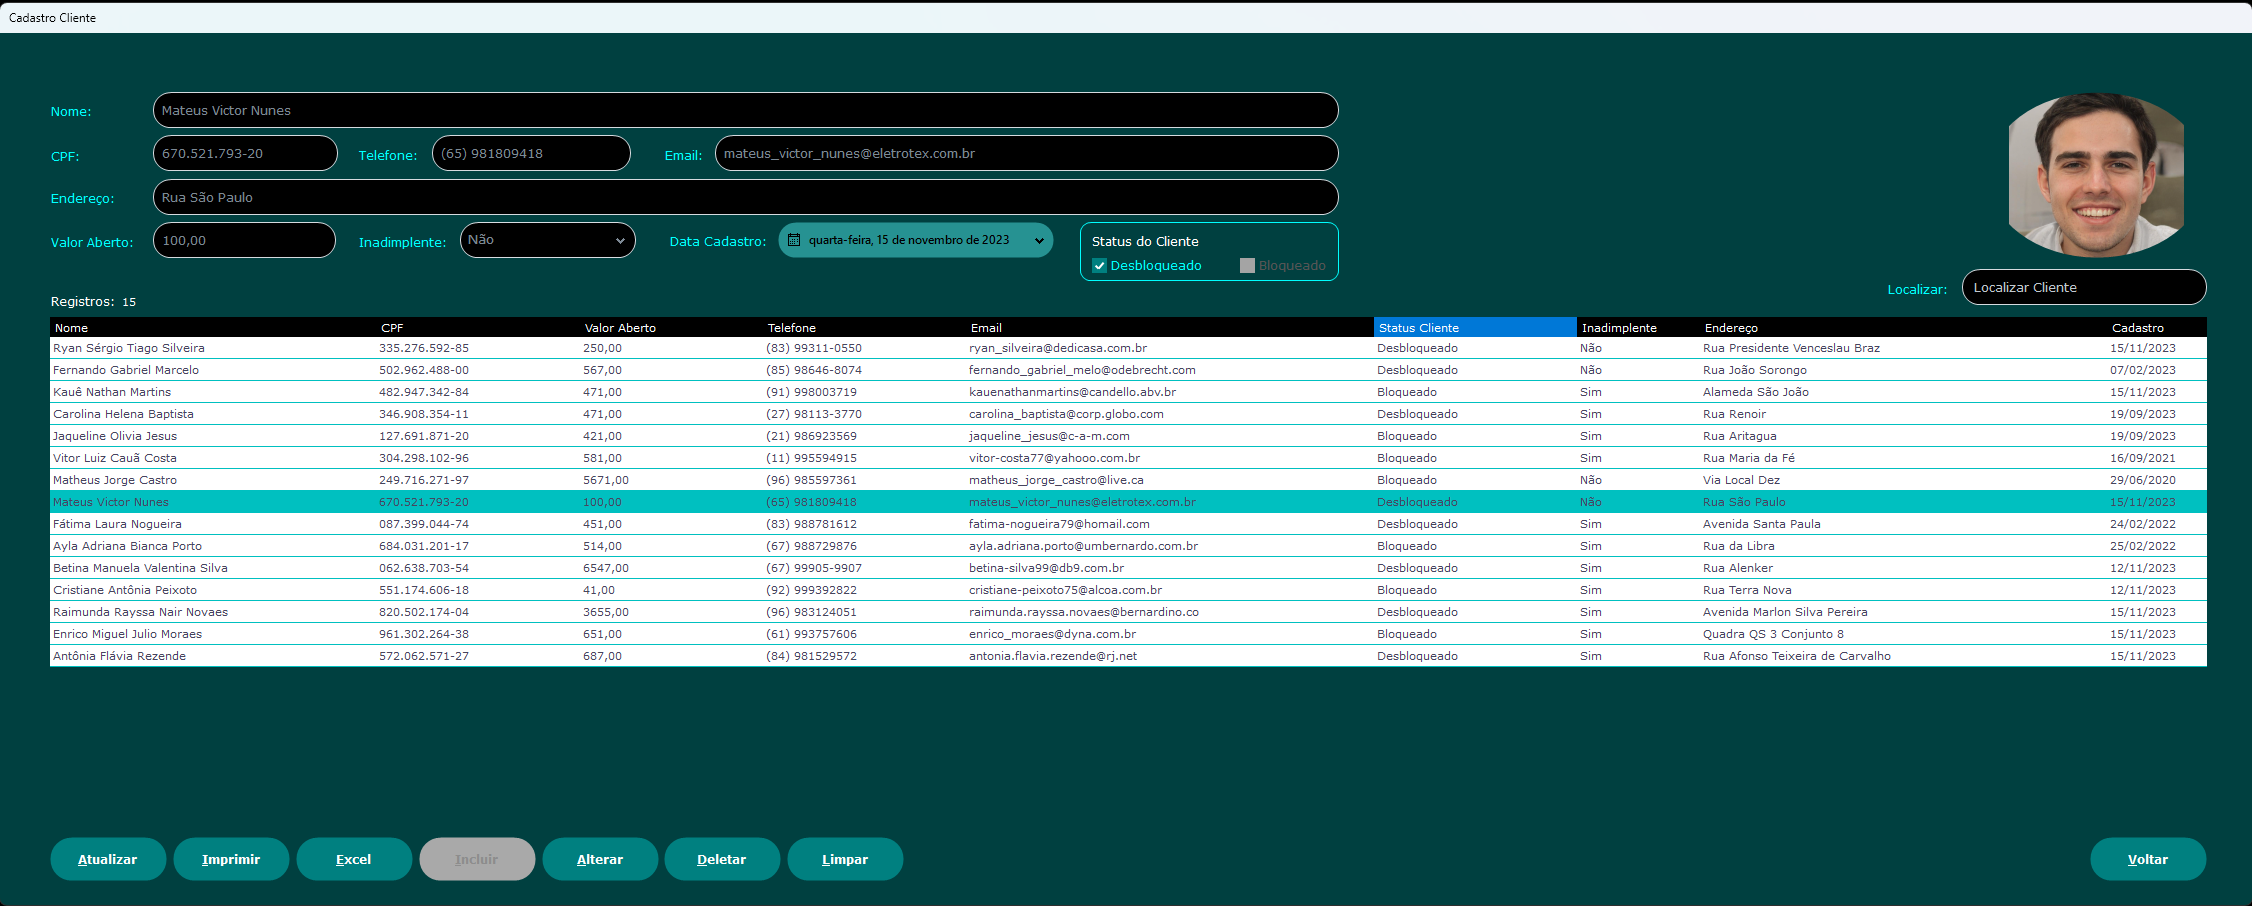 Cadastro Cliente
Nome: Mateus Victor Nunes
CPF: 670.521.793-20 Telefone: (65) 981809418 Email: mateus_victor_nunes@eletrotex.com.br
Endereço: Rua São Paulo
Valor Aberto: 100,00 Inadimplente: Não Data Cadastro: quarta-feira, 15 de novembro de 2023 Status do Cliente
Desbloqueado Bloqueado
Localizar: Localizar Cliente
Registros: 15
Nome CPF Valor Aberto Telefone Email Status Cliente Inadimplente Endereço Cadastro
Ryan Sérgio Tiago Silveira 335.276.592-85 250,00 (83) 99311-0550 ryan_silveira@dedicasa.com.br Desbloqueado Não Rua Presidente Venceslau Braz 15/11/2023
Fernando Gabriel Marcelo 502.962.488-00 567,00 (85) 98646-8074 fernando_gabriel_melo@odebrecht.com Desbloqueado Não Rua João Sorongo 07/02/2023
Kauê Nathan Martins 482.947.342-84 471,00 (91) 998003719 kauenathanmartins@candello.abv.br Bloqueado Sim Alameda São João 15/11/2023
Carolina Helena Baptista 346.908.354-11 471,00 (27) 98113-3770 carolina_baptista@corp.globo.com Desbloqueado Sim Rua Renoir 19/09/2023
Jaqueline Olivia Jesus 127.691.871-20 421,00 (21) 986923569 jaqueline_jesus@c-a-m.com Bloqueado Sim Rua Aritagua 19/09/2023
Vitor Luiz Cauã Costa 304.298.102-96 581,00 (11) 995594915 vitor-costa77@yahooo.com.br Bloqueado Sim Rua Maria da Fé 16/09/2021
Matheus Jorge Castro 249.716.271-97 5671,00 (96) 985597361 matheus_jorge_castro@live.ca Bloqueado Não Via Local Dez 29/06/2020
Mateus Victor Nunes 670.521.793-20 100,00 (65) 981809418 mateus_victor_nunes@eletrotex.com.br Desbloqueado Não Rua São Paulo 15/11/2023
Fátima Laura Nogueira 087.399.044-74 451,00 (83) 988781612 fatima-nogueira79@homail.com Desbloqueado Sim Avenida Santa Paula 24/02/2022
Ayla Adriana Bianca Porto 684.031.201-17 514,00 (67) 988729876 ayla.adriana.porto@umbernardo.com.br Bloqueado Sim Rua da Libra 25/02/2022
Betina Manuela Valentina Silva 062.638.703-54 6547,00 (67) 99905-9907 betina-silva99@db9.com.br Desbloqueado Sim Rua Alenker 12/11/2023
Cristiane Antônia Peixoto 551.174.606-18 41,00 (92) 999392822 cristiane-peixoto75@alcoa.com.br Bloqueado Sim Rua Terra Nova 12/11/2023
Raimunda Rayssa Nair Novaes 820.502.174-04 3655,00 (96) 983124051 raimunda.rayssa.novaes@bernardino.co Desbloqueado Sim Avenida Marlon Silva Pereira 15/11/2023
Enrico Miguel Julio Moraes 961.302.264-38 651,00 (61) 993757606 enrico_moraes@dyna.com.br Bloqueado Sim Quadra QS 3 Conjunto 8 15/11/2023
Antônia Flávia Rezende 572.062.571-27 687,00 (84) 981529572 antonia.flavia.rezende@rj.net Desbloqueado Sim Rua Afonso Teixeira de Carvalho 15/11/2023
Atualizar Imprimir Excel Incluir Alterar Deletar Limpar Voltar